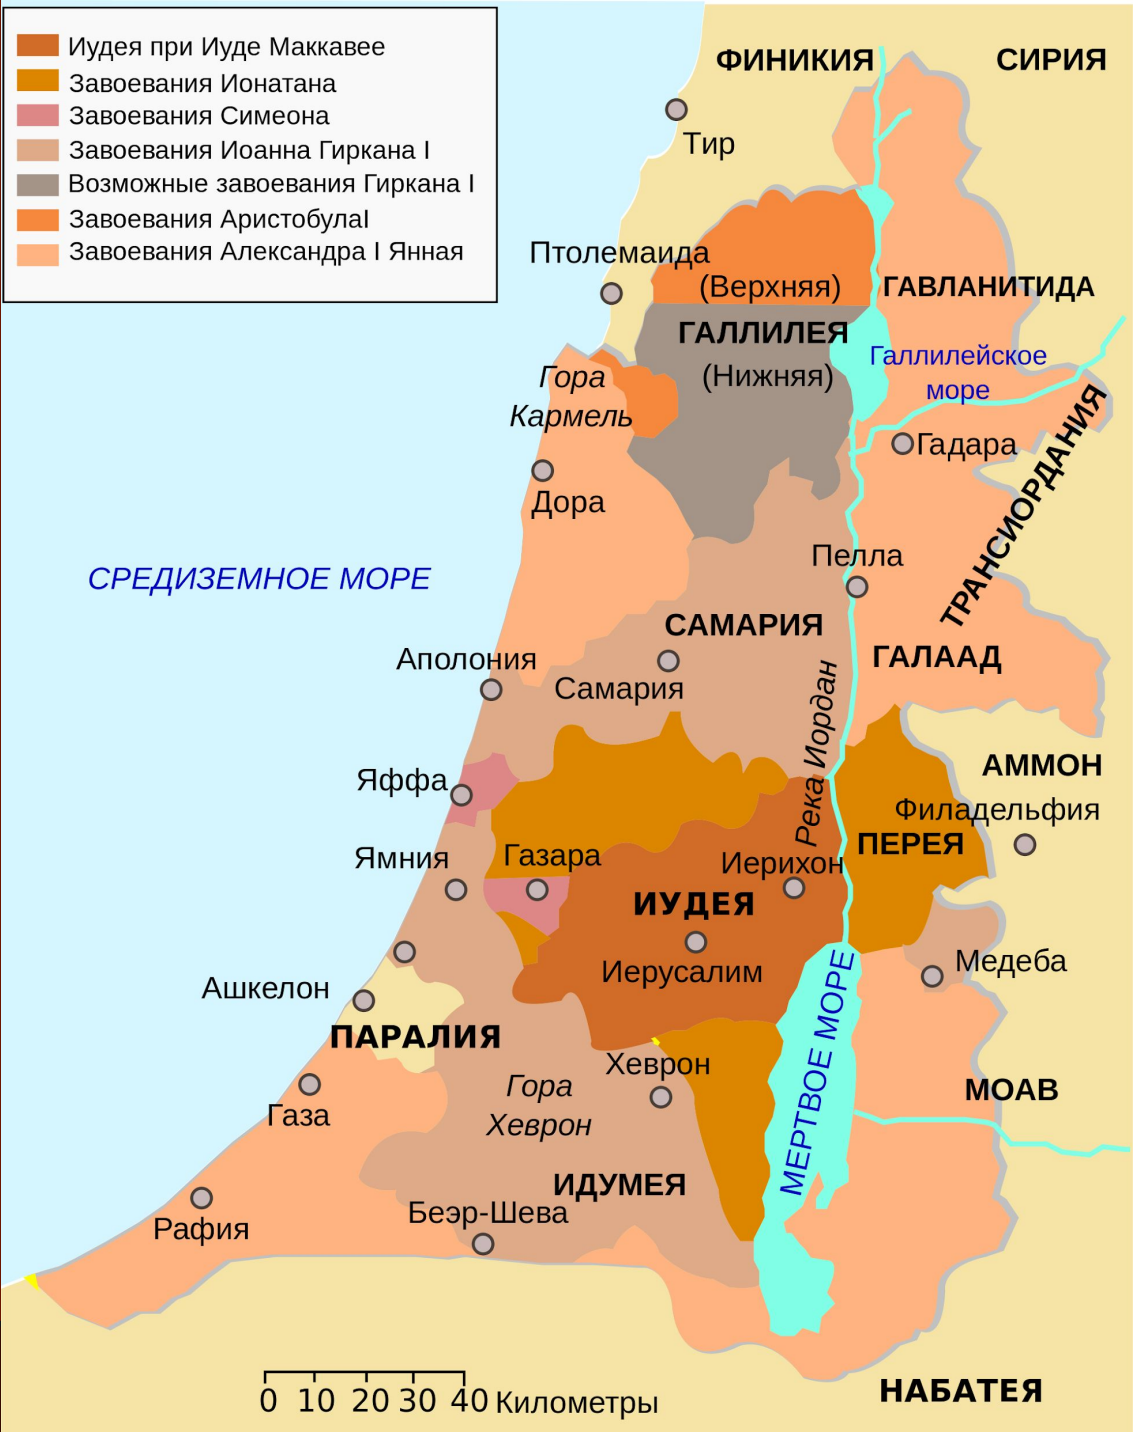 Иудея при Иуде Маккавее
Завоевания Ионатана
Завоевания Симеона
Завоевания Иоанна Гиркана I
Возможные завоевания Гиркана I
Завоевания АристобулаI
Завоевания Александра I Янная
ФИНИКИЯ
СИРИЯ
Тир
Птолемаида
(Верхняя)
ГАВЛАНИТИДА
ГАЛЛИЛЕЯ
(Нижняя)
Галлилейское
море
Гора
Кармель
Гадара
ТРАНСИОРДАНИЯ
Дора
Пелла
СРЕДИЗЕМНОЕ МОРЕ
САМАРИЯ
ГАЛААД
Аполония
Самария
Река Иордан
АММОН
Яффа
Филадельфия
ПЕРЕЯ
Ямния
Газара
Иерихон
ИУДЕЯ
Иерусалим
Медеба
Ашкелон
ПАРАЛИЯ
МЕРТВОЕ МОРЕ
Хеврон
Гора
Хеврон
МОАВ
Газа
ИДУМЕЯ
Беэр-Шева
Рафия
НАБАТЕЯ
0 10 20 30 40 Километры